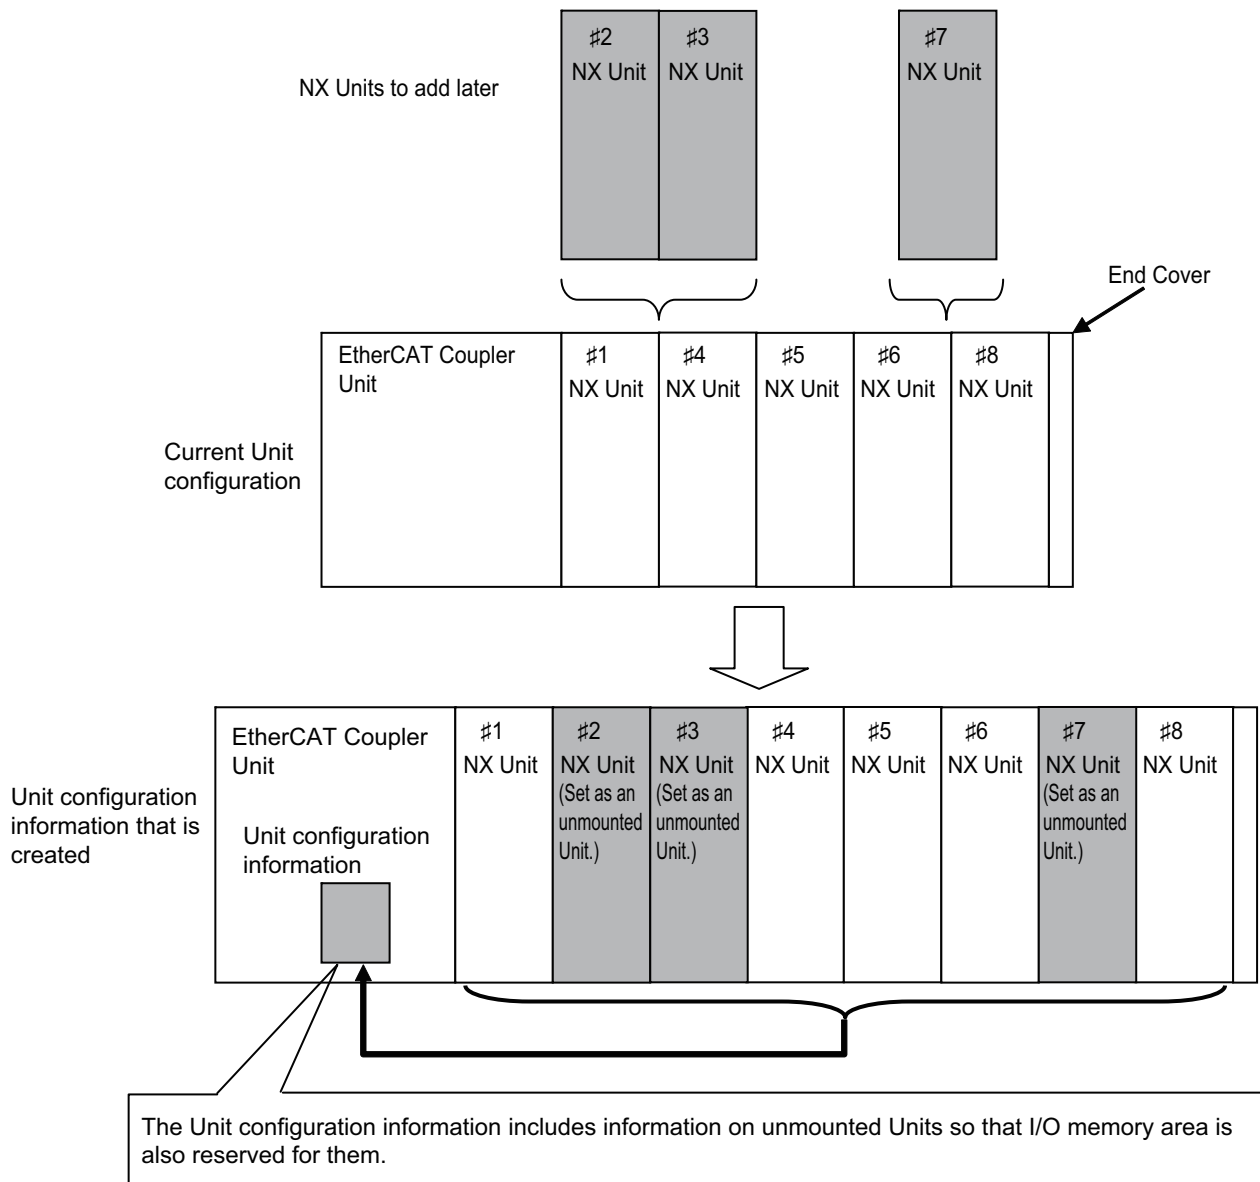 ♯2
NX Unit
♯3
NX Unit
♯7
NX Unit
NX Units to add later
End Cover
EtherCAT Coupler
Unit
♯1
NX Unit
♯4
NX Unit
♯5
NX Unit
♯6
NX Unit
♯8
NX Unit
Current Unit
configuration
EtherCAT Coupler
Unit
Unit configuration
information
♯1
NX Unit
♯2
NX Unit
(Set as an
unmounted
Unit.)
♯3
NX Unit
(Set as an
unmounted
Unit.)
♯4
NX Unit
♯5
NX Unit
♯6
NX Unit
♯7
NX Unit
(Set as an
unmounted
Unit.)
♯8
NX Unit
Unit configuration
information that is
created
The Unit configuration information includes information on unmounted Units so that I/O memory area is
also reserved for them.